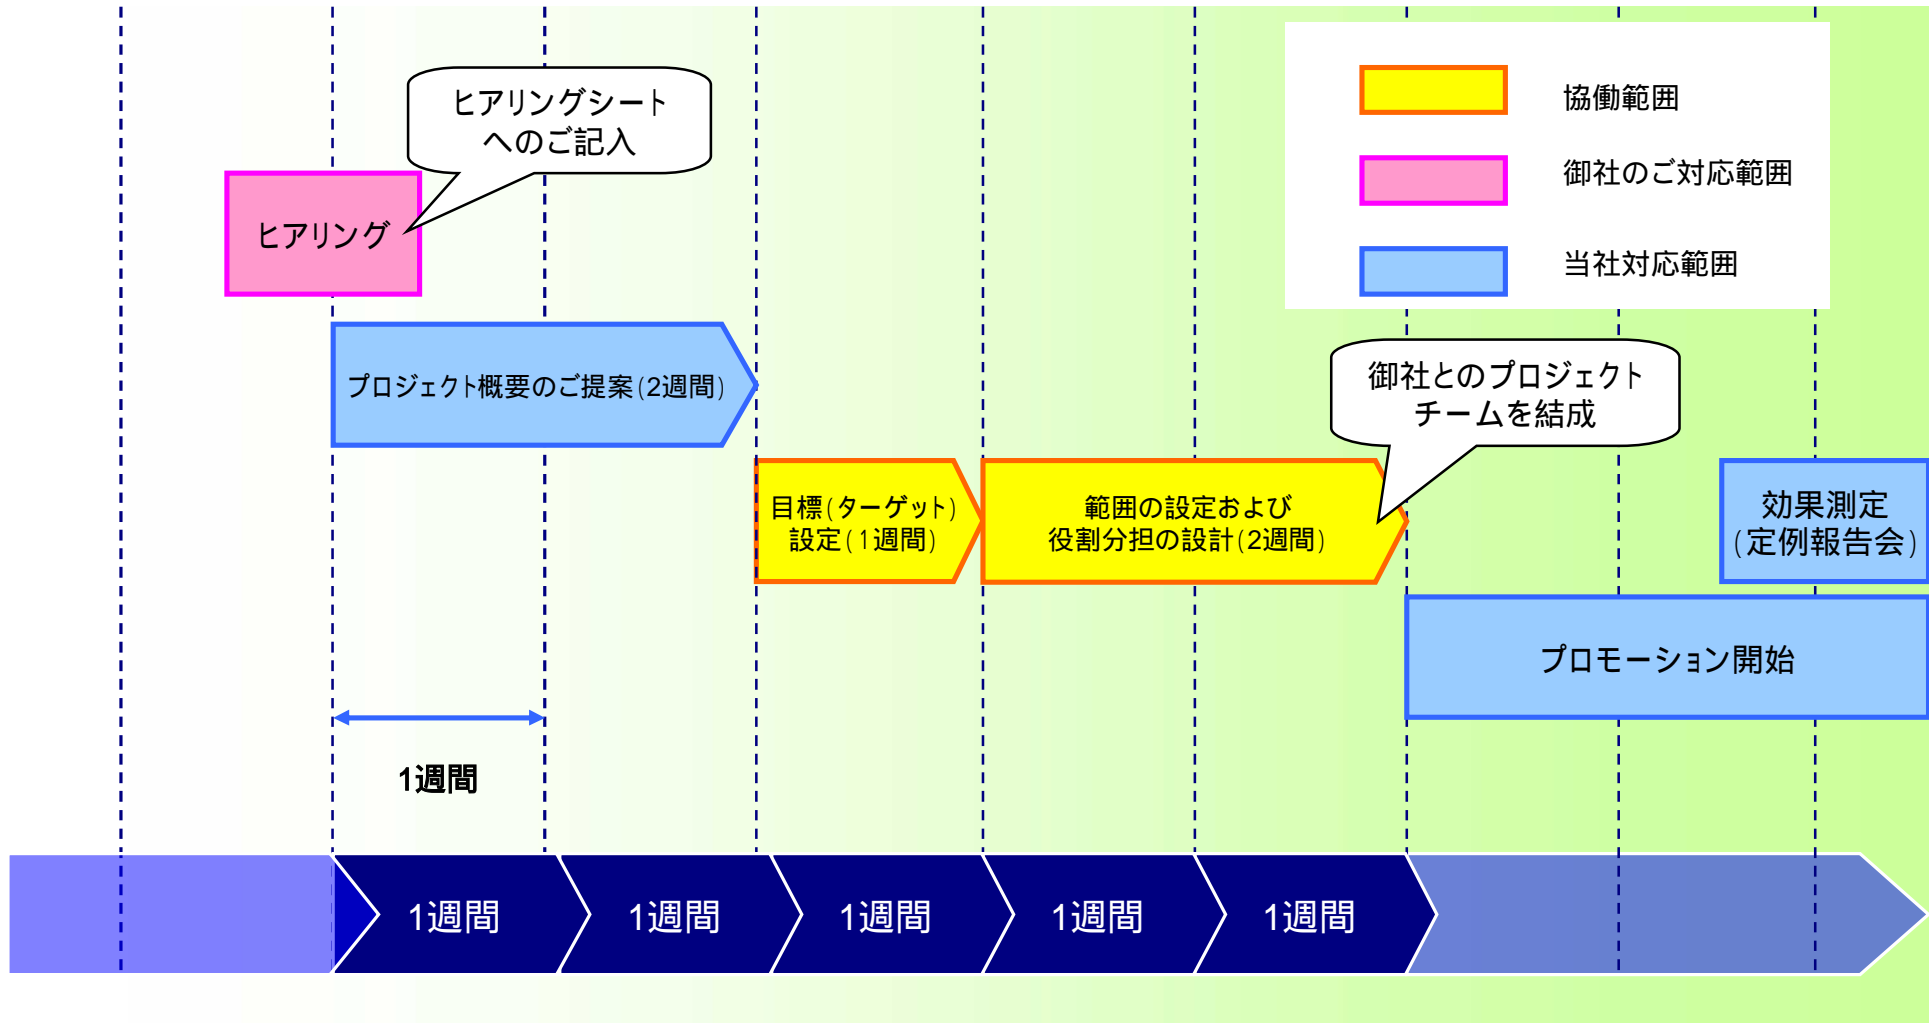 ヒアリングシート
へのご記入
協働範囲
御社のご対応範囲
当社対応範囲
ヒアリング
プロジェクト概要のご提案(2週間)
御社とのプロジェクト
チームを結成
目標(ターゲット)
設定(1週間)
範囲の設定および
役割分担の設計(2週間)
効果測定
(定例報告会)
プロモーション開始
1週間
1週間
1週間
1週間
1週間
1週間